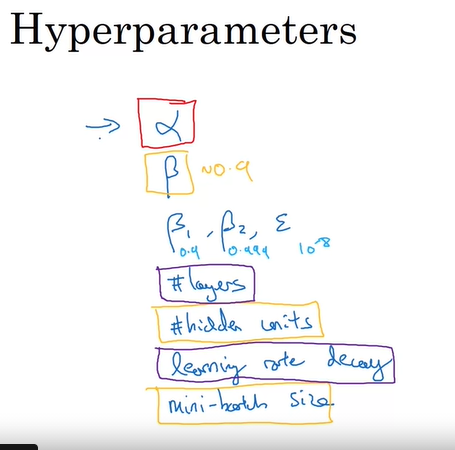 Hyperparameters
→ α
β ~0.9
β₁, β₂, ε
0.9 0.999 10⁻⁸
#layers
#hidden units
learning rate decay
mini-batch size